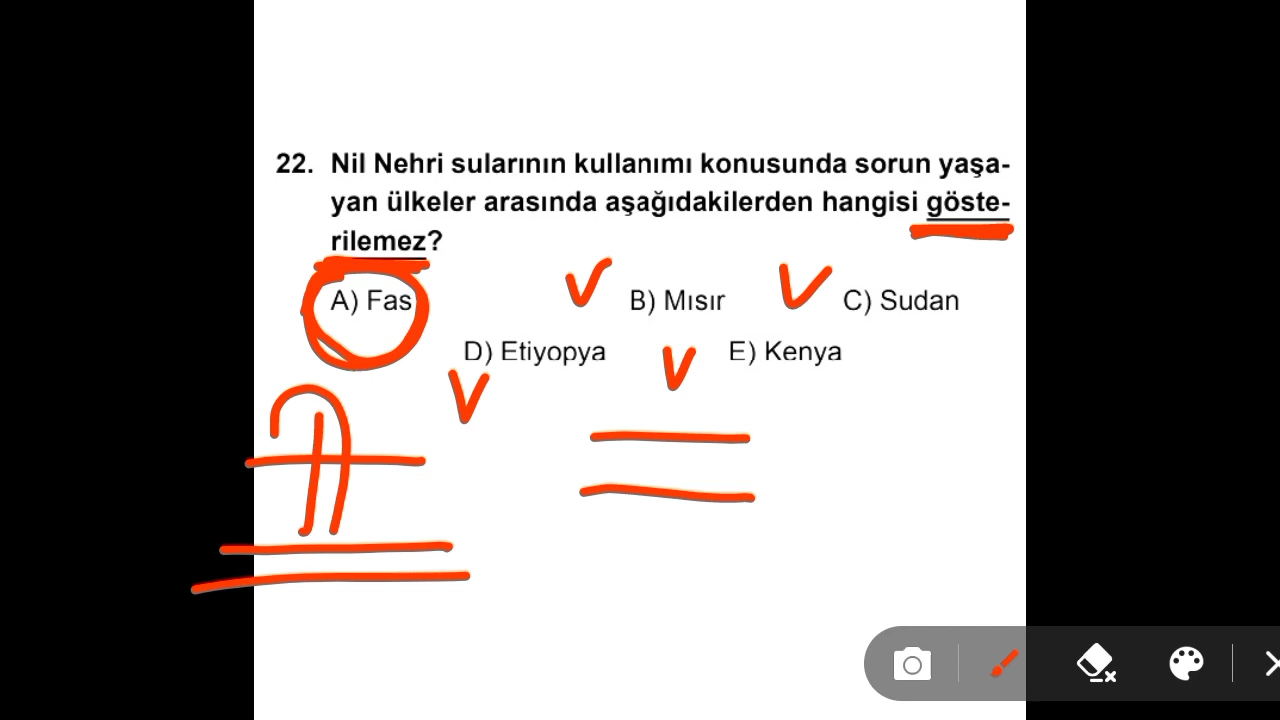 22. Nil Nehri sularının kullanımı konusunda sorun yaşa-
yan ülkeler arasında aşağıdakilerden hangisi göste-
rilemez?
A) Fas B) Mısır C) Sudan
D) Etiyopya E) Kenya
A